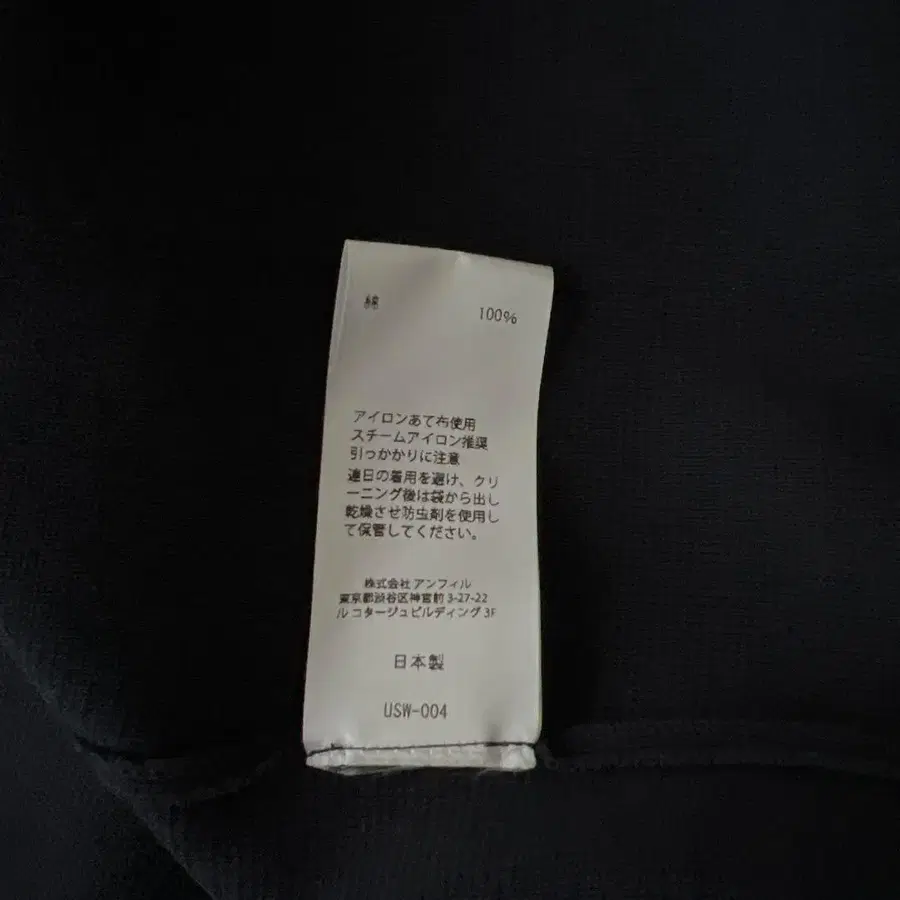 綿 100%
アイロンあて布使用
スチームアイロン推奨
引っかかりに注意
連日の着用を避け、クリ
ーニング後は袋から出し
乾燥させ防虫剤を使用し
て保管してください。
株式会社 アンフィル
東京都渋谷区神宮前 3-27-22
ル コタージュビルディング 3F
日本製
USW-004